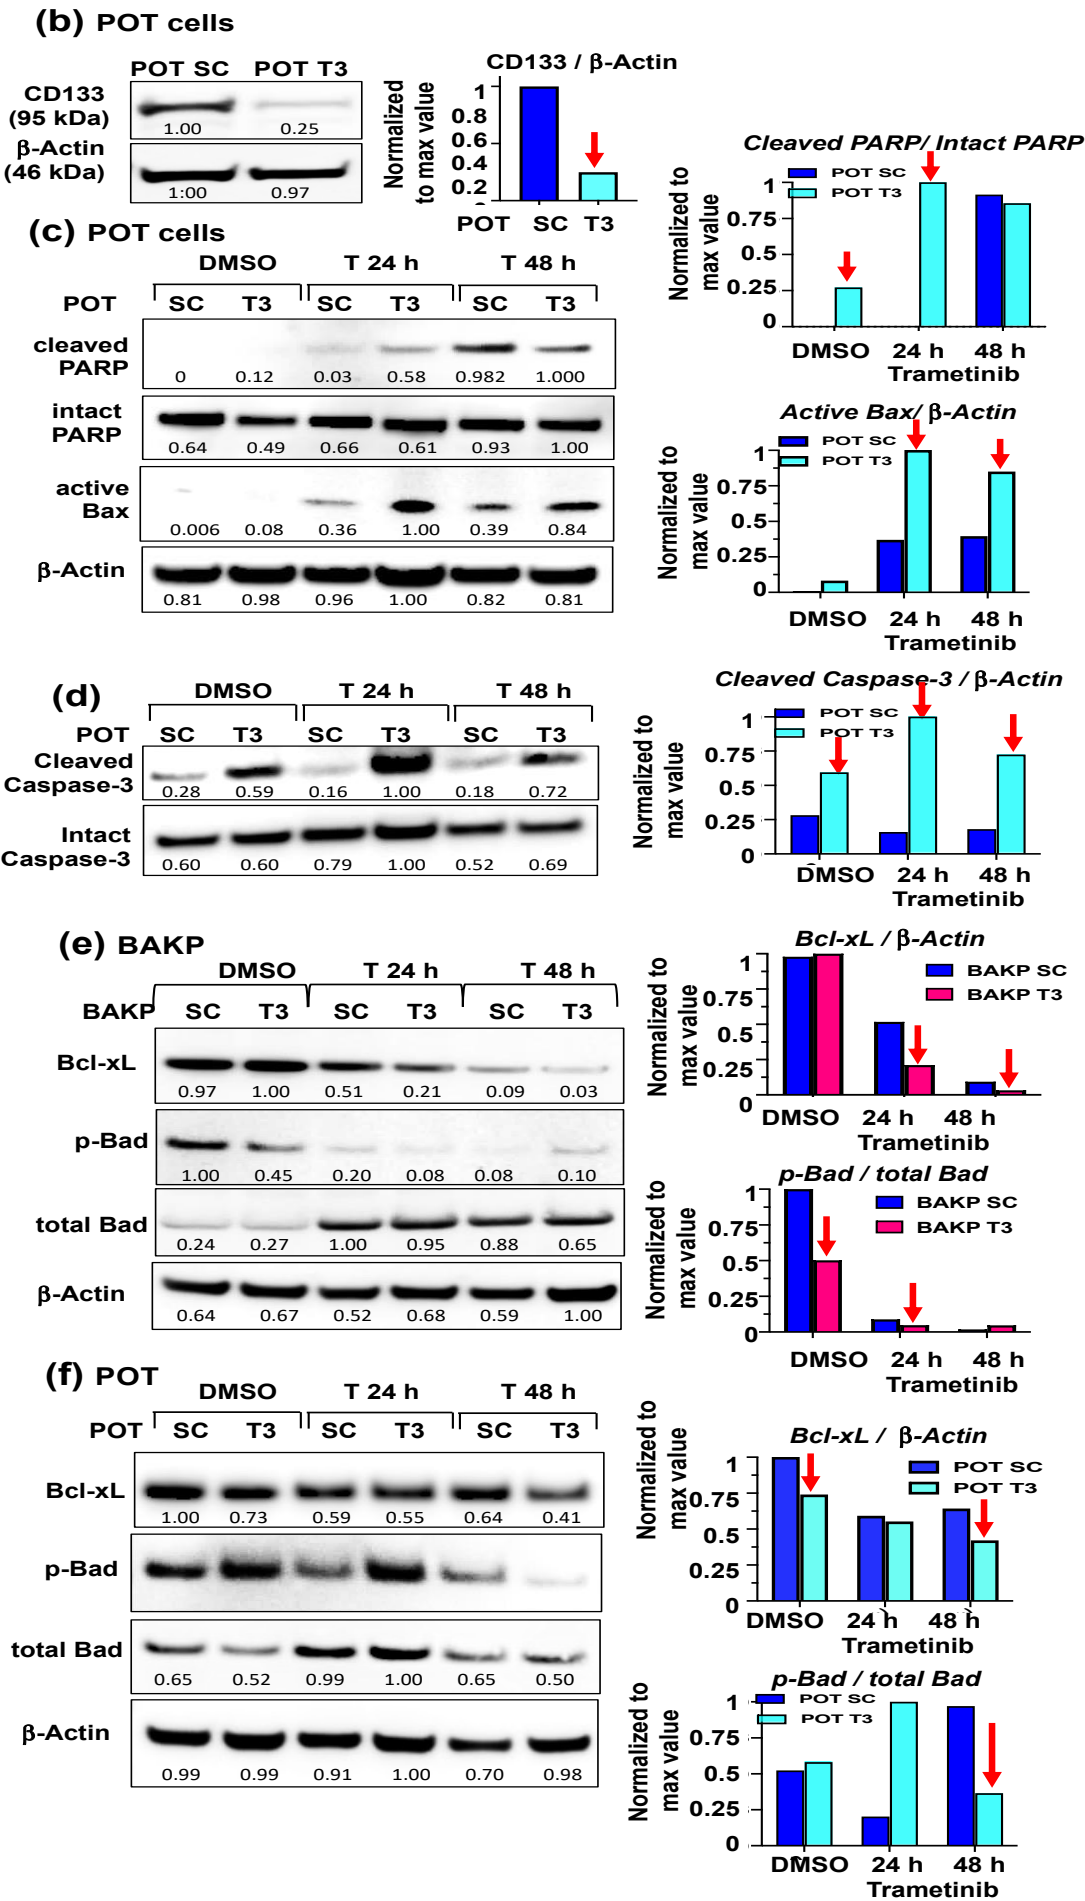 (b) POT cells
POT SC POT T3
CD133
(95 kDa)
1.00 0.25
β-Actin
(46 kDa)
1:00 0.97
CD133 / β-Actin
Normalized
to max value
1
0.8
0.6
0.4
0.2
POT SC T3
Cleaved PARP/ Intact PARP
POT SC
POT T3
Normalized to
max value
1
0.75
0.5
0.25
0
DMSO 24 h 48 h
Trametinib
(c) POT cells
DMSO T 24 h T 48 h
POT SC T3 SC T3 SC T3
cleaved
PARP
0 0.12 0.03 0.58 0.982 1.000
intact
PARP
0.64 0.49 0.66 0.61 0.93 1.00
active
Bax
0.006 0.08 0.36 1.00 0.39 0.84
β-Actin
0.81 0.98 0.96 1.00 0.82 0.81
Active Bax/ β-Actin
POT SC
POT T3
Normalized to
max value
1
0.75
0.5
0.25
0
DMSO 24 h 48 h
Trametinib
(d)
DMSO T 24 h T 48 h
POT SC T3 SC T3 SC T3
Cleaved
Caspase-3
0.28 0.59 0.16 1.00 0.18 0.72
Intact
Caspase-3
0.60 0.60 0.79 1.00 0.52 0.69
Cleaved Caspase-3 / β-Actin
POT SC
POT T3
Normalized to
max value
1
0.75
0.5
0.25
0
DMSO 24 h 48 h
Trametinib
(e) BAKP
DMSO T 24 h T 48 h
BAKP SC T3 SC T3 SC T3
Bcl-xL
0.97 1.00 0.51 0.21 0.09 0.03
p-Bad
1.00 0.45 0.20 0.08 0.08 0.10
total Bad
0.24 0.27 1.00 0.95 0.88 0.65
β-Actin
0.64 0.67 0.52 0.68 0.59 1.00
Bcl-xL / β-Actin
BAKP SC
BAKP T3
Normalized to
max value
1
0.75
0.5
0.25
0
DMSO 24 h 48 h
Trametinib
p-Bad / total Bad
BAKP SC
BAKP T3
Normalized to
max value
1
0.75
0.5
0.25
0
DMSO 24 h 48 h
Trametinib
(f) POT
DMSO T 24 h T 48 h
POT SC T3 SC T3 SC T3
Bcl-xL
1.00 0.73 0.59 0.55 0.64 0.41
p-Bad
total Bad
0.65 0.52 0.99 1.00 0.65 0.50
β-Actin
0.99 0.99 0.91 1.00 0.70 0.98
Bcl-xL / β-Actin
POT SC
POT T3
Normalized to
max value
1
0.75
0.5
0.25
0
DMSO 24 h 48 h
Trametinib
p-Bad / total Bad
POT SC
POT T3
Normalized to
max value
1
0.75
0.5
0.25
0
DMSO 24 h 48 h
Trametinib